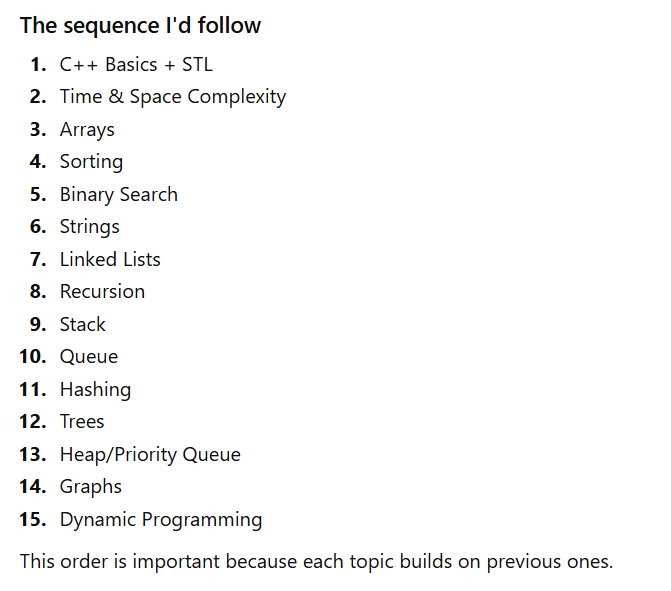 The sequence I'd follow
1. C++ Basics + STL
2. Time & Space Complexity
3. Arrays
4. Sorting
5. Binary Search
6. Strings
7. Linked Lists
8. Recursion
9. Stack
10. Queue
11. Hashing
12. Trees
13. Heap/Priority Queue
14. Graphs
15. Dynamic Programming
This order is important because each topic builds on previous ones.